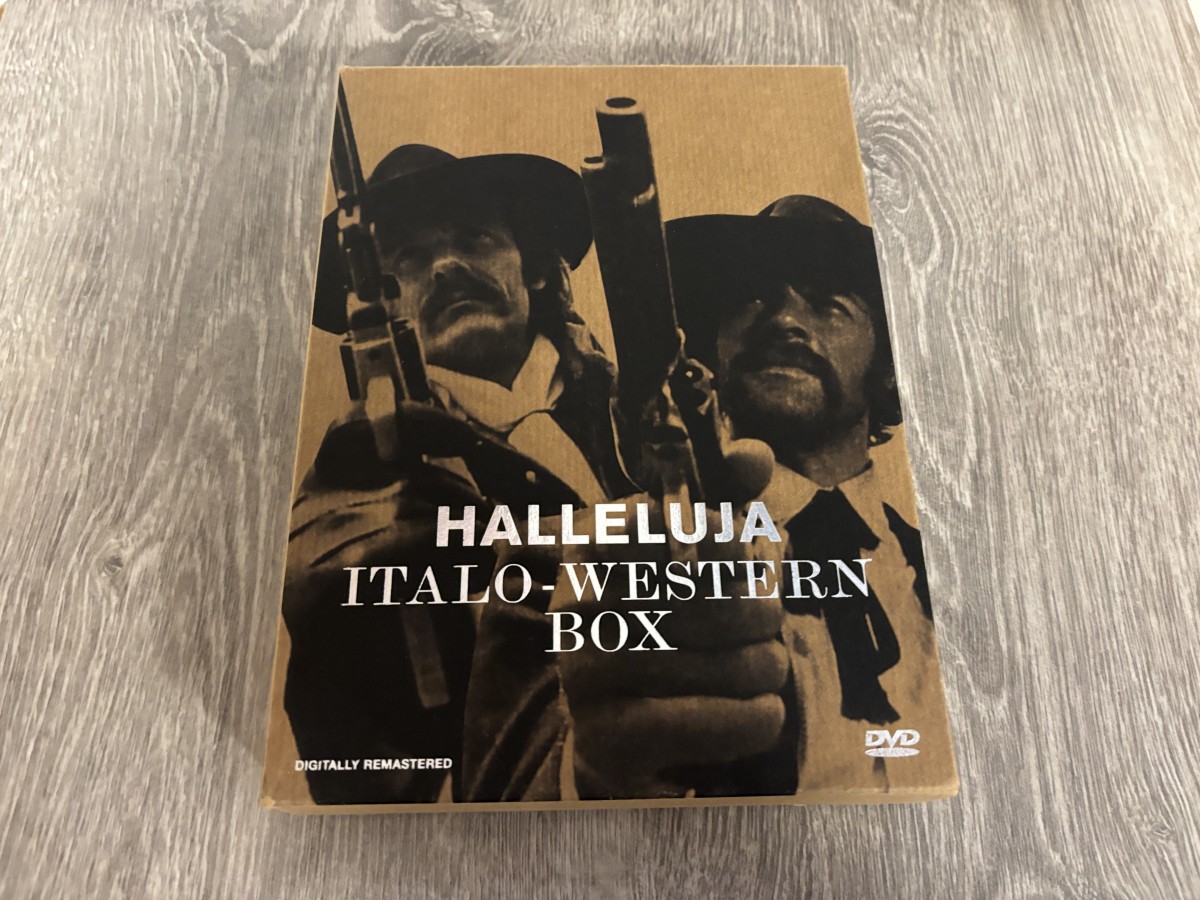 HALLELUJA
ITALO-WESTERN
BOX
DIGITALLY REMASTERED
DVD